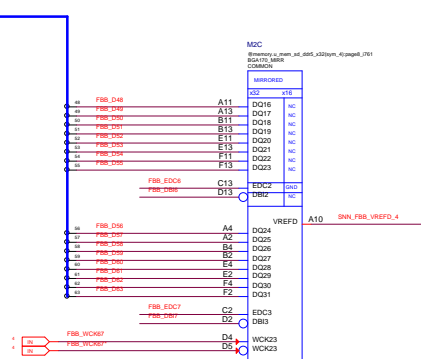 M2C
@memory.u_mem_sd_ddr5_x32(sym_4):page8_i761
BGA170_MIRR
COMMON
MIRRORED
x32 x16
48 FBB_D48 A11 DQ16 NC
49 FBB_D49 A13 DQ17 NC
50 FBB_D50 B11 DQ18 NC
51 FBB_D51 B13 DQ19 NC
52 FBB_D52 E11 DQ20 NC
53 FBB_D53 E13 DQ21 NC
54 FBB_D54 F11 DQ22 NC
55 FBB_D55 F13 DQ23 NC
FBB_EDC6 C13 EDC2 GND
FBB_DBI6 D13 DBI2 NC
VREFD A10 SNN_FBB_VREFD_4
56 FBB_D56 A4 DQ24
57 FBB_D57 A2 DQ25
58 FBB_D58 B4 DQ26
59 FBB_D59 B2 DQ27
60 FBB_D60 E4 DQ28
61 FBB_D61 E2 DQ29
62 FBB_D62 F4 DQ30
63 FBB_D63 F2 DQ31
FBB_EDC7 C2 EDC3
FBB_DBI7 D2 DBI3
IN FBB_WCK67 D4 WCK23
IN FBB_WCK67* D5 WCK23